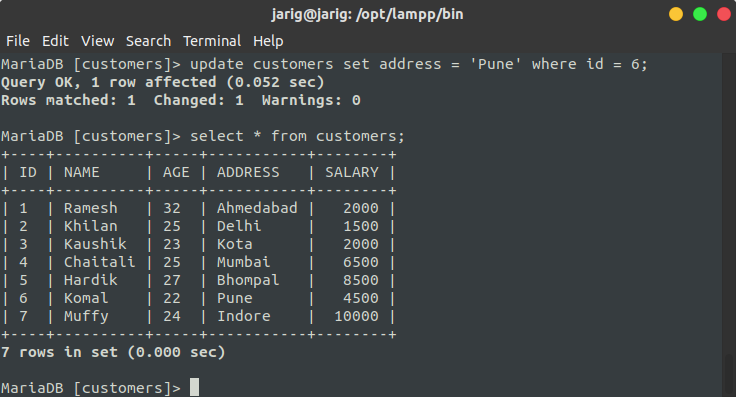 jarig@jarig: /opt/lampp/bin
File Edit View Search Terminal Help
MariaDB [customers]> update customers set address = 'Pune' where id = 6;
Query OK, 1 row affected (0.052 sec)
Rows matched: 1  Changed: 1  Warnings: 0

MariaDB [customers]> select * from customers;
+----+----------+-----+-----------+--------+
| ID | NAME     | AGE | ADDRESS   | SALARY |
+----+----------+-----+-----------+--------+
| 1  | Ramesh   | 32  | Ahmedabad |   2000 |
| 2  | Khilan   | 25  | Delhi     |   1500 |
| 3  | Kaushik  | 23  | Kota      |   2000 |
| 4  | Chaitali | 25  | Mumbai    |   6500 |
| 5  | Hardik   | 27  | Bhompal   |   8500 |
| 6  | Komal    | 22  | Pune      |   4500 |
| 7  | Muffy    | 24  | Indore    |  10000 |
+----+----------+-----+-----------+--------+
7 rows in set (0.000 sec)

MariaDB [customers]>